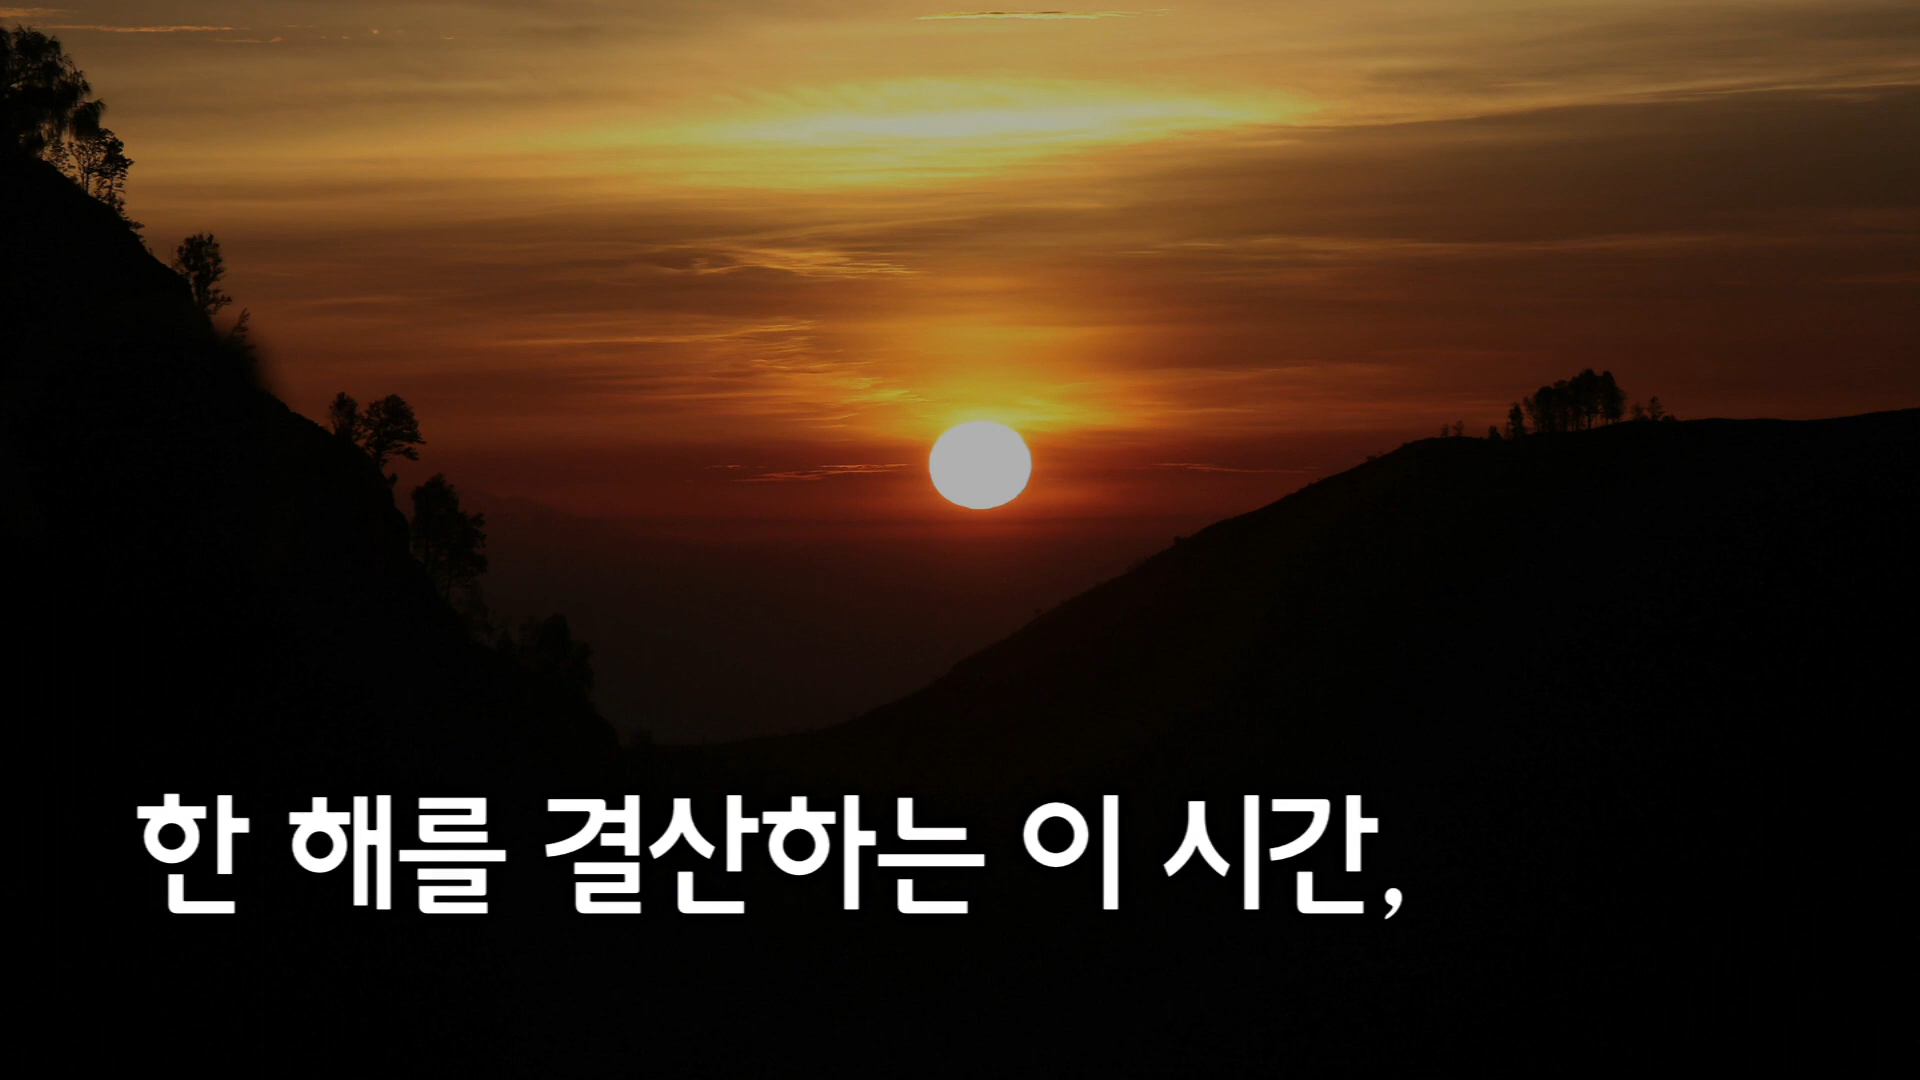 한 해를 결산하는 이 시간,